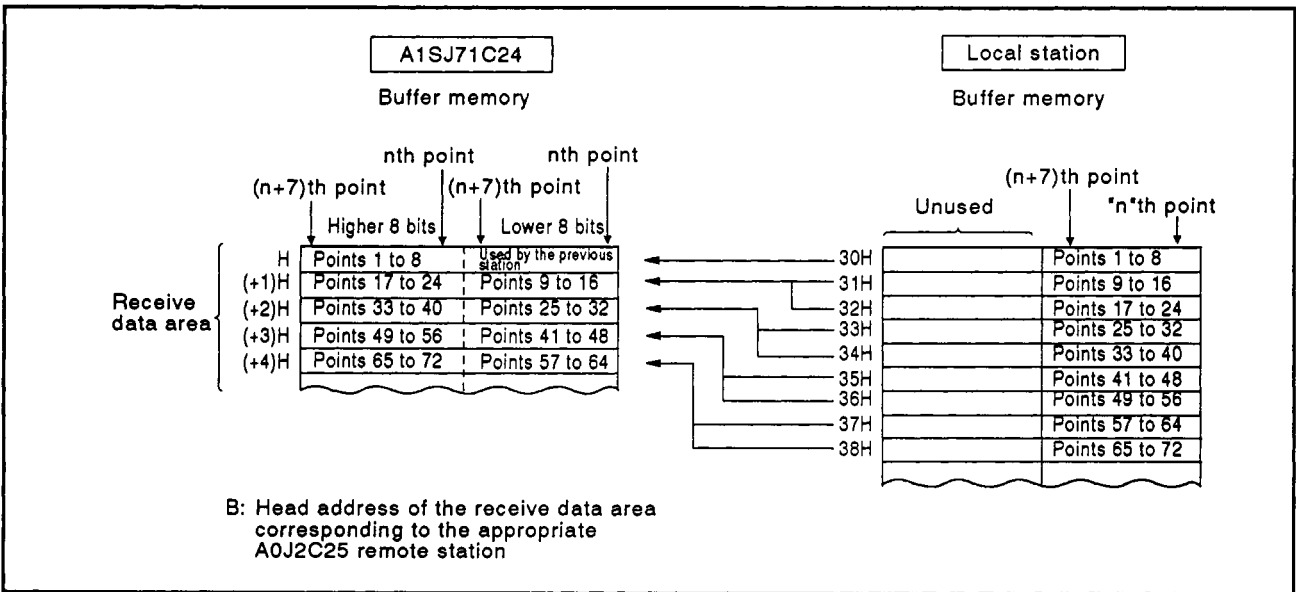 A1SJ71C24
Buffer memory
nth point nth point
(n+7)th point (n+7)th point
Higher 8 bits Lower 8 bits
Receive
data area
H Points 1 to 8 Used by the previous
station
(+1)H Points 17 to 24 Points 9 to 16
(+2)H Points 33 to 40 Points 25 to 32
(+3)H Points 49 to 56 Points 41 to 48
(+4)H Points 65 to 72 Points 57 to 64
Local station
Buffer memory
(n+7)th point
Unused "n"th point
30H Points 1 to 8
31H Points 9 to 16
32H Points 17 to 24
33H Points 25 to 32
34H Points 33 to 40
35H Points 41 to 48
36H Points 49 to 56
37H Points 57 to 64
38H Points 65 to 72
B: Head address of the receive data area
corresponding to the appropriate
A0J2C25 remote station